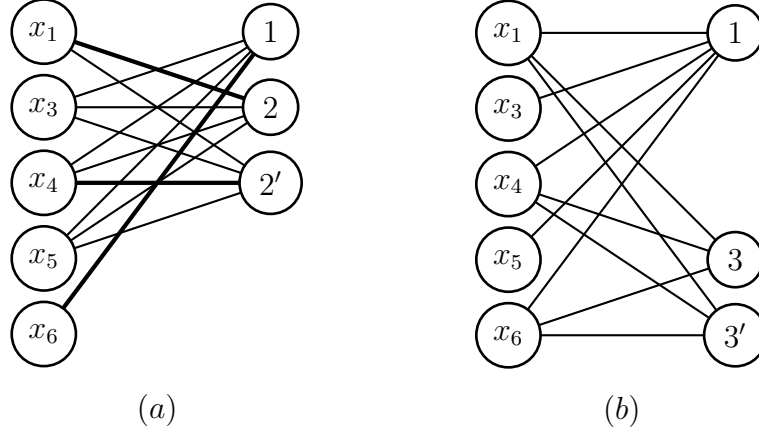 x₁ 1 x₁ 1
x₃ 2 x₃
x₄ 2′ x₄
x₅ x₅ 3
x₆ x₆ 3′
(a) (b)